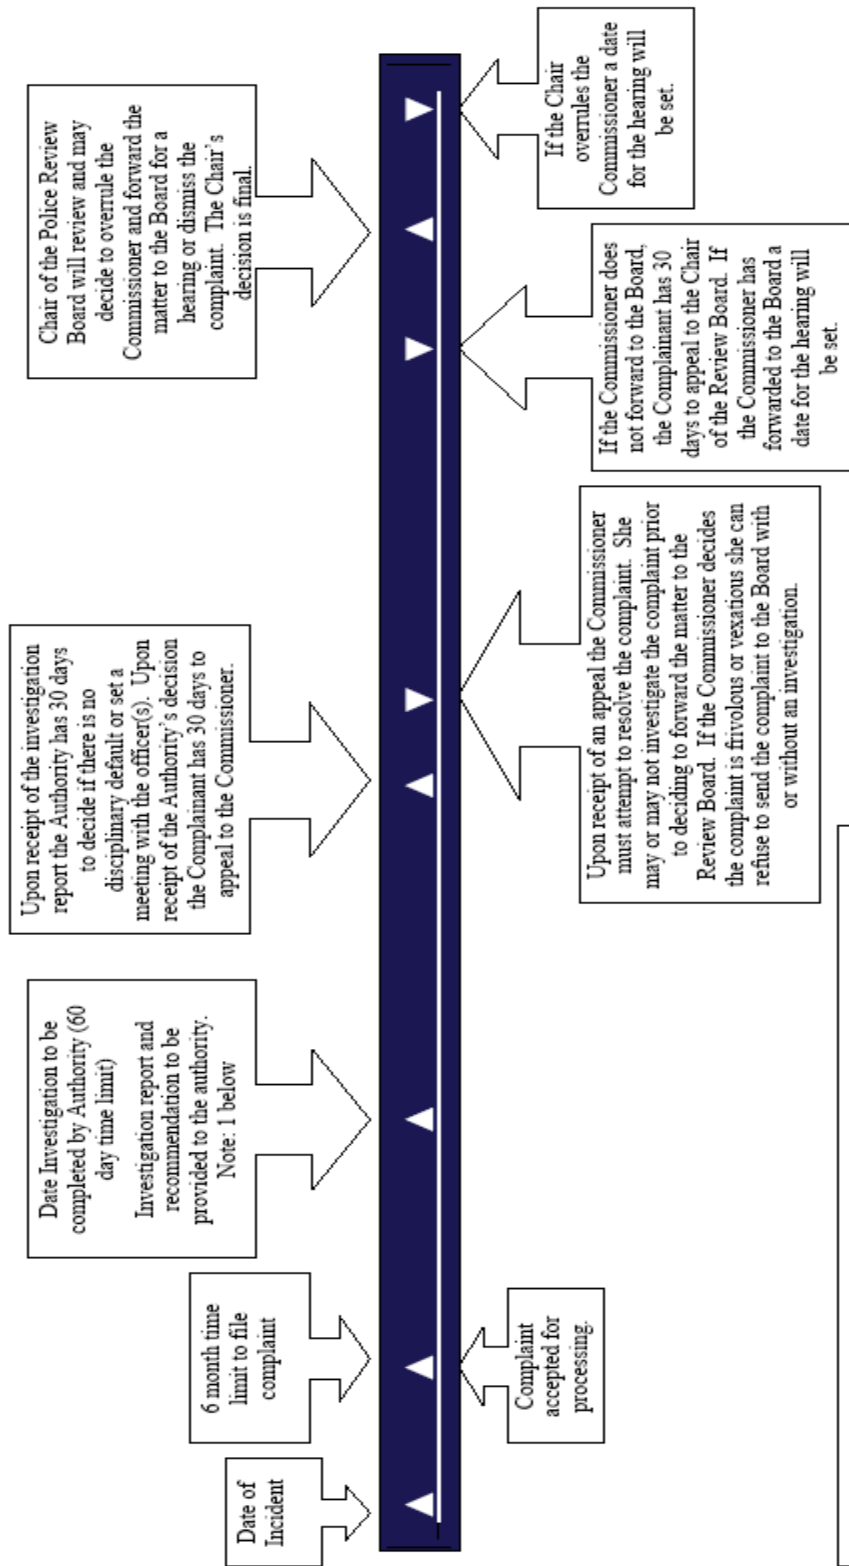 Date of
Incident
6 month time
limit to file
complaint
Complaint
accepted for
processing.
Date Investigation to be
completed by Authority (60
day time limit)
Investigation report and
recommendation to be
provided to the authority.
Note: 1 below
Upon receipt of the investigation
report the Authority has 30 days
to decide if there is no
disciplinary default or set a
meeting with the officer(s).  Upon
receipt of the Authority's decision
the Complainant has 30 days to
appeal to the Commissioner.
Upon receipt of an appeal the Commissioner
must attempt to resolve the complaint.  She
may or may not investigate the complaint prior
to deciding to forward the matter to the
Review Board.  If the Commissioner decides
the complaint is frivolous or vexatious she can
refuse to send the complaint to the Board with
or without an investigation.
If the Commissioner does
not forward to the Board,
the Complainant has 30
days to appeal to the Chair
of the Review Board.  If
the Commissioner has
forwarded to the Board a
date for the hearing will
be set.
Chair of the Police Review
Board will review and may
decide to overrule the
Commissioner and forward the
matter to the Board for a
hearing or dismiss the
complaint.  The Chair's
decision is final.
If the Chair
overrules the
Commissioner a date
for the hearing will
be set.